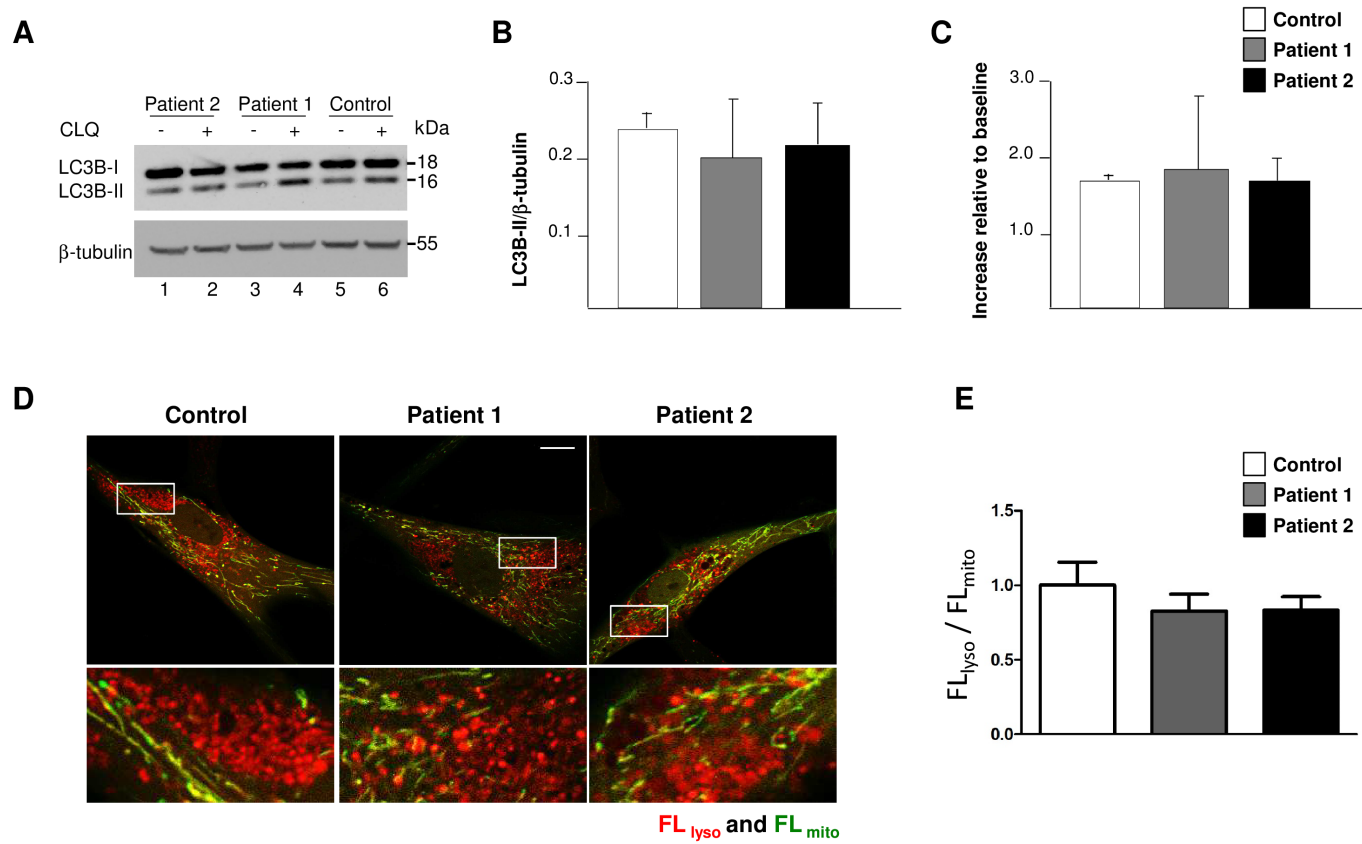 A
Patient 2 Patient 1 Control
CLQ - + - + - + kDa
LC3B-I 18
LC3B-II 16
β-tubulin 55
1 2 3 4 5 6
B
LC3B-II/β-tubulin
0.3
0.2
0.1
C
Increase relative to baseline
3.0
2.0
1.0
Control
Patient 1
Patient 2
D
Control Patient 1 Patient 2
FL lyso and FL mito
E
Control
Patient 1
Patient 2
FLlyso / FLmito
1.5
1.0
0.5
0.0